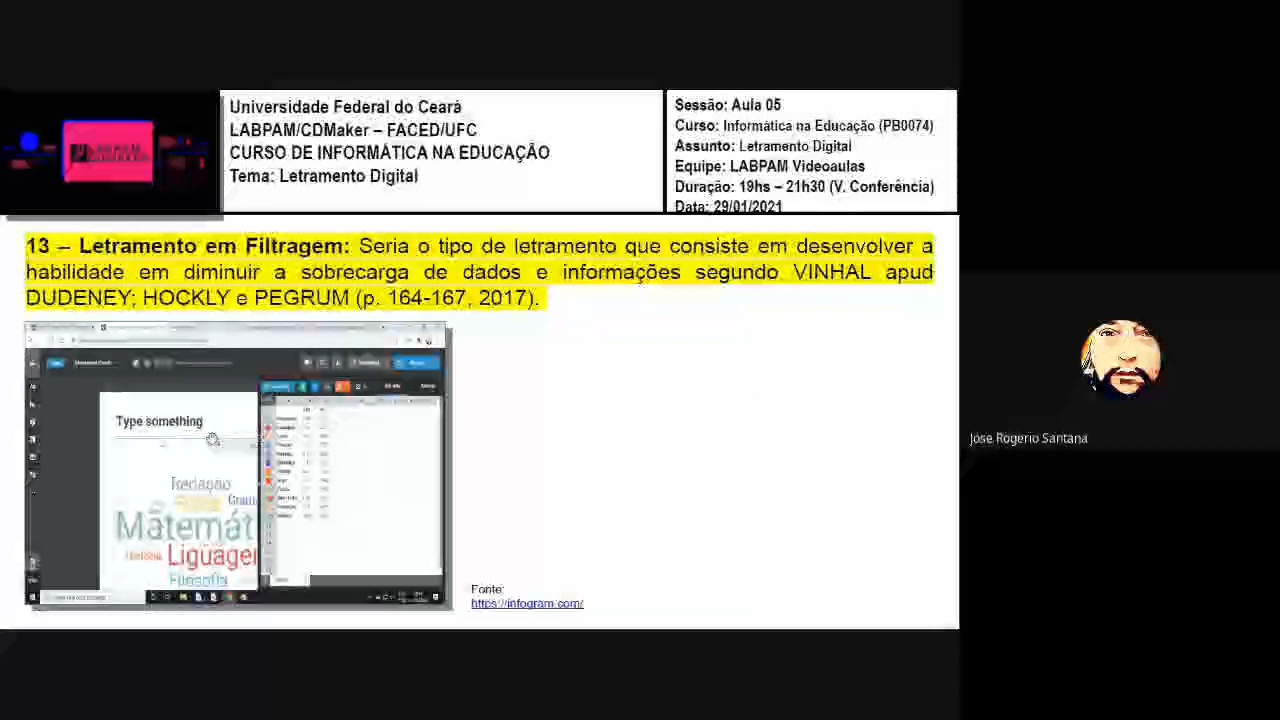 Universidade Federal do Ceará
LABPAM/CDMaker – FACED/UFC
CURSO DE INFORMÁTICA NA EDUCAÇÃO
Tema: Letramento Digital
Sessão: Aula 05
Curso: Informática na Educação (PB0074)
Assunto: Letramento Digital
Equipe: LABPAM Videoaulas
Duração: 19hs – 21h30 (V. Conferência)
Data: 29/01/2021
13 – Letramento em Filtragem: Seria o tipo de letramento que consiste em desenvolver a
habilidade em diminuir a sobrecarga de dados e informações segundo VINHAL apud
DUDENEY; HOCKLY e PEGRUM (p. 164-167, 2017).
Type something
Redação
Matemát
Liguager
Filosofia
Fonte:
https://infogram.com/
Jose Rogerio Santana